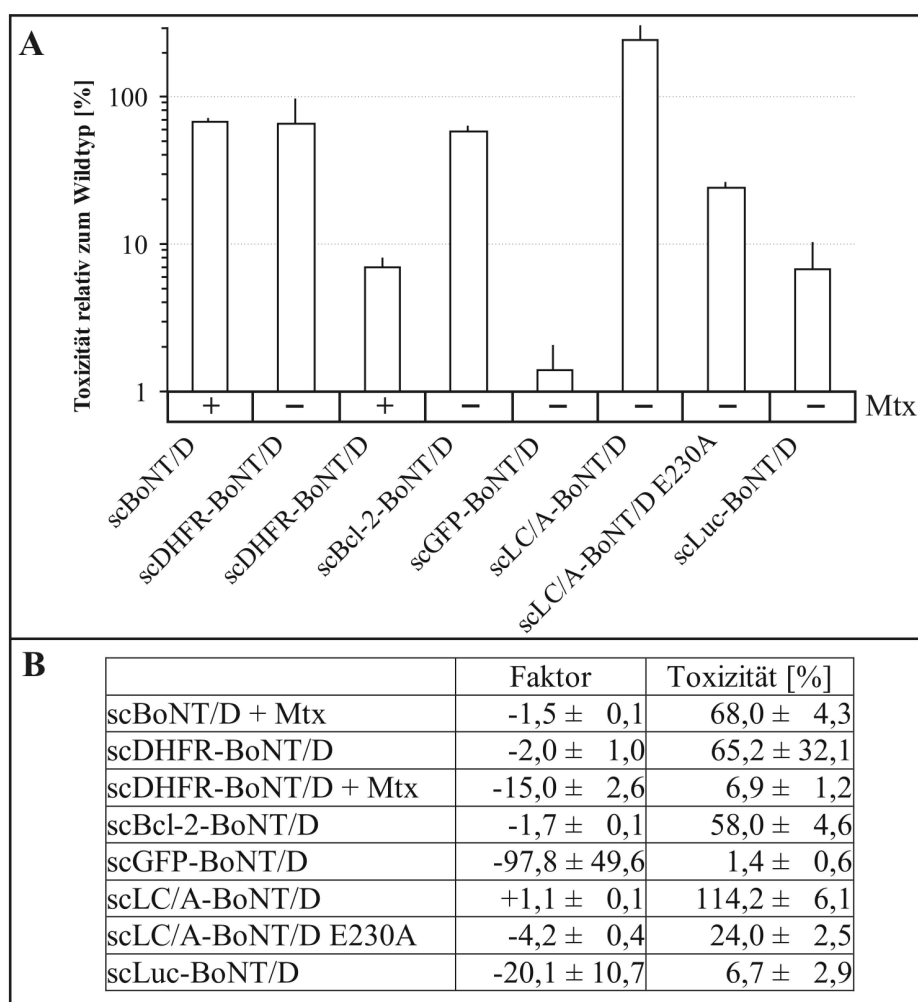 A
Toxizität relativ zum Wildtyp [%]
100
10
1
+ − + − − − − − Mtx
scBoNT/D
scDHFR-BoNT/D
scDHFR-BoNT/D
scBcl-2-BoNT/D
scGFP-BoNT/D
scLC/A-BoNT/D
scLC/A-BoNT/D E230A
scLuc-BoNT/D
B
Faktor Toxizität [%]
scBoNT/D + Mtx -1,5 ± 0,1 68,0 ± 4,3
scDHFR-BoNT/D -2,0 ± 1,0 65,2 ± 32,1
scDHFR-BoNT/D + Mtx -15,0 ± 2,6 6,9 ± 1,2
scBcl-2-BoNT/D -1,7 ± 0,1 58,0 ± 4,6
scGFP-BoNT/D -97,8 ± 49,6 1,4 ± 0,6
scLC/A-BoNT/D +1,1 ± 0,1 114,2 ± 6,1
scLC/A-BoNT/D E230A -4,2 ± 0,4 24,0 ± 2,5
scLuc-BoNT/D -20,1 ± 10,7 6,7 ± 2,9